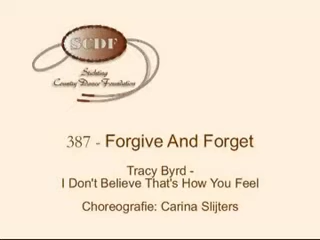 SCDF
Stichting
Country Dance Foundation
387 - Forgive And Forget
Tracy Byrd -
I Don't Believe That's How You Feel
Choreografie: Carina Slijters